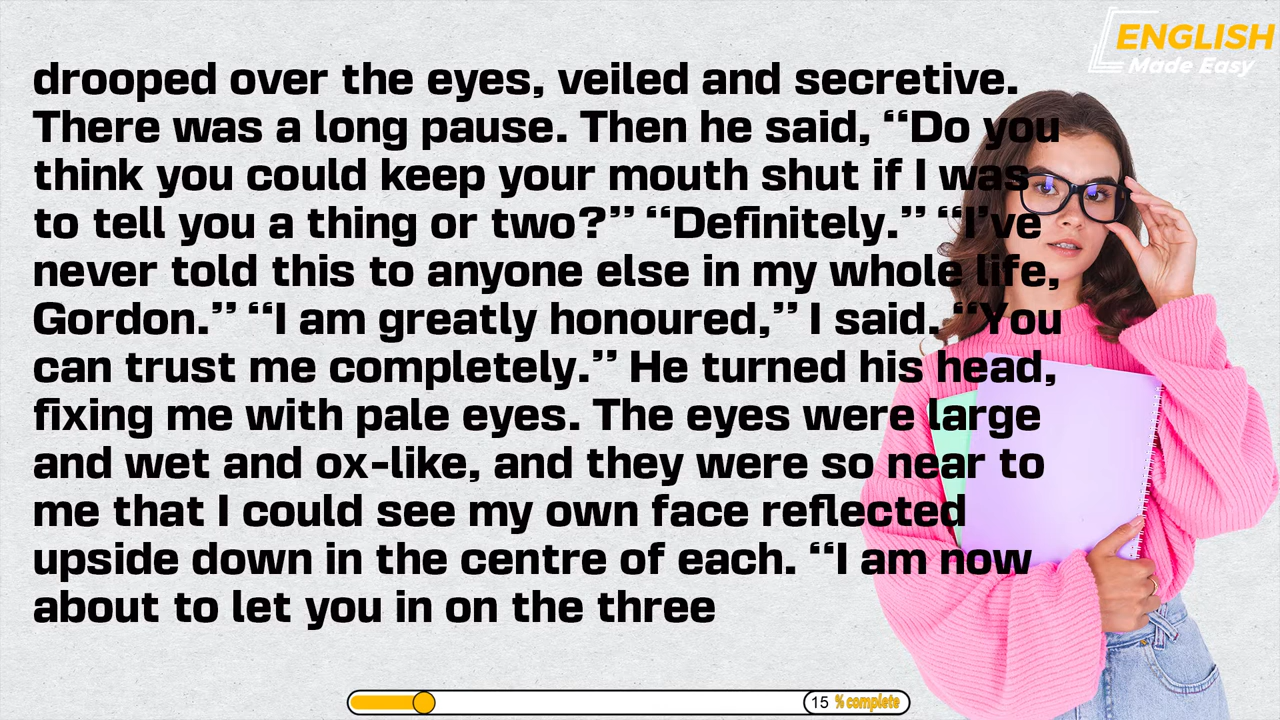 ENGLISH
Made Easy
drooped over the eyes, veiled and secretive.
There was a long pause. Then he said, “Do you
think you could keep your mouth shut if I was
to tell you a thing or two?” “Definitely.” “I’ve
never told this to anyone else in my whole life,
Gordon.” “I am greatly honoured,” I said. “You
can trust me completely.” He turned his head,
fixing me with pale eyes. The eyes were large
and wet and ox-like, and they were so near to
me that I could see my own face reflected
upside down in the centre of each. “I am now
about to let you in on the three
15 % complete